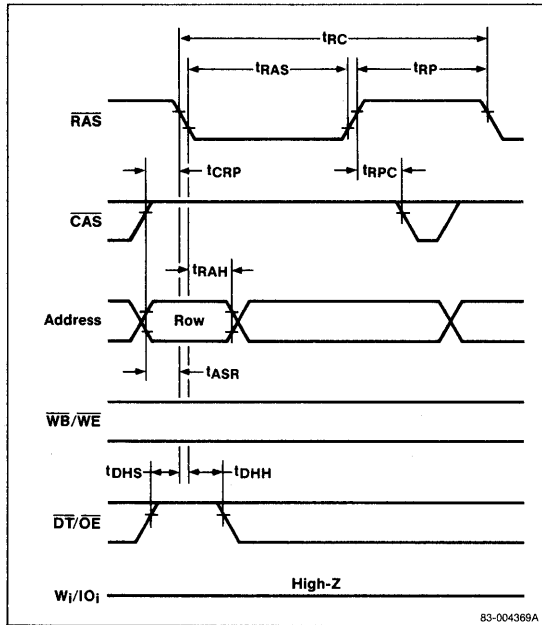 tRC
tRAS
tRP
RAS
tCRP
tRPC
CAS
tRAH
Address
Row
tASR
WB/WE
tDHS
tDHH
DT/OE
High-Z
Wi/IOi
83-004369A